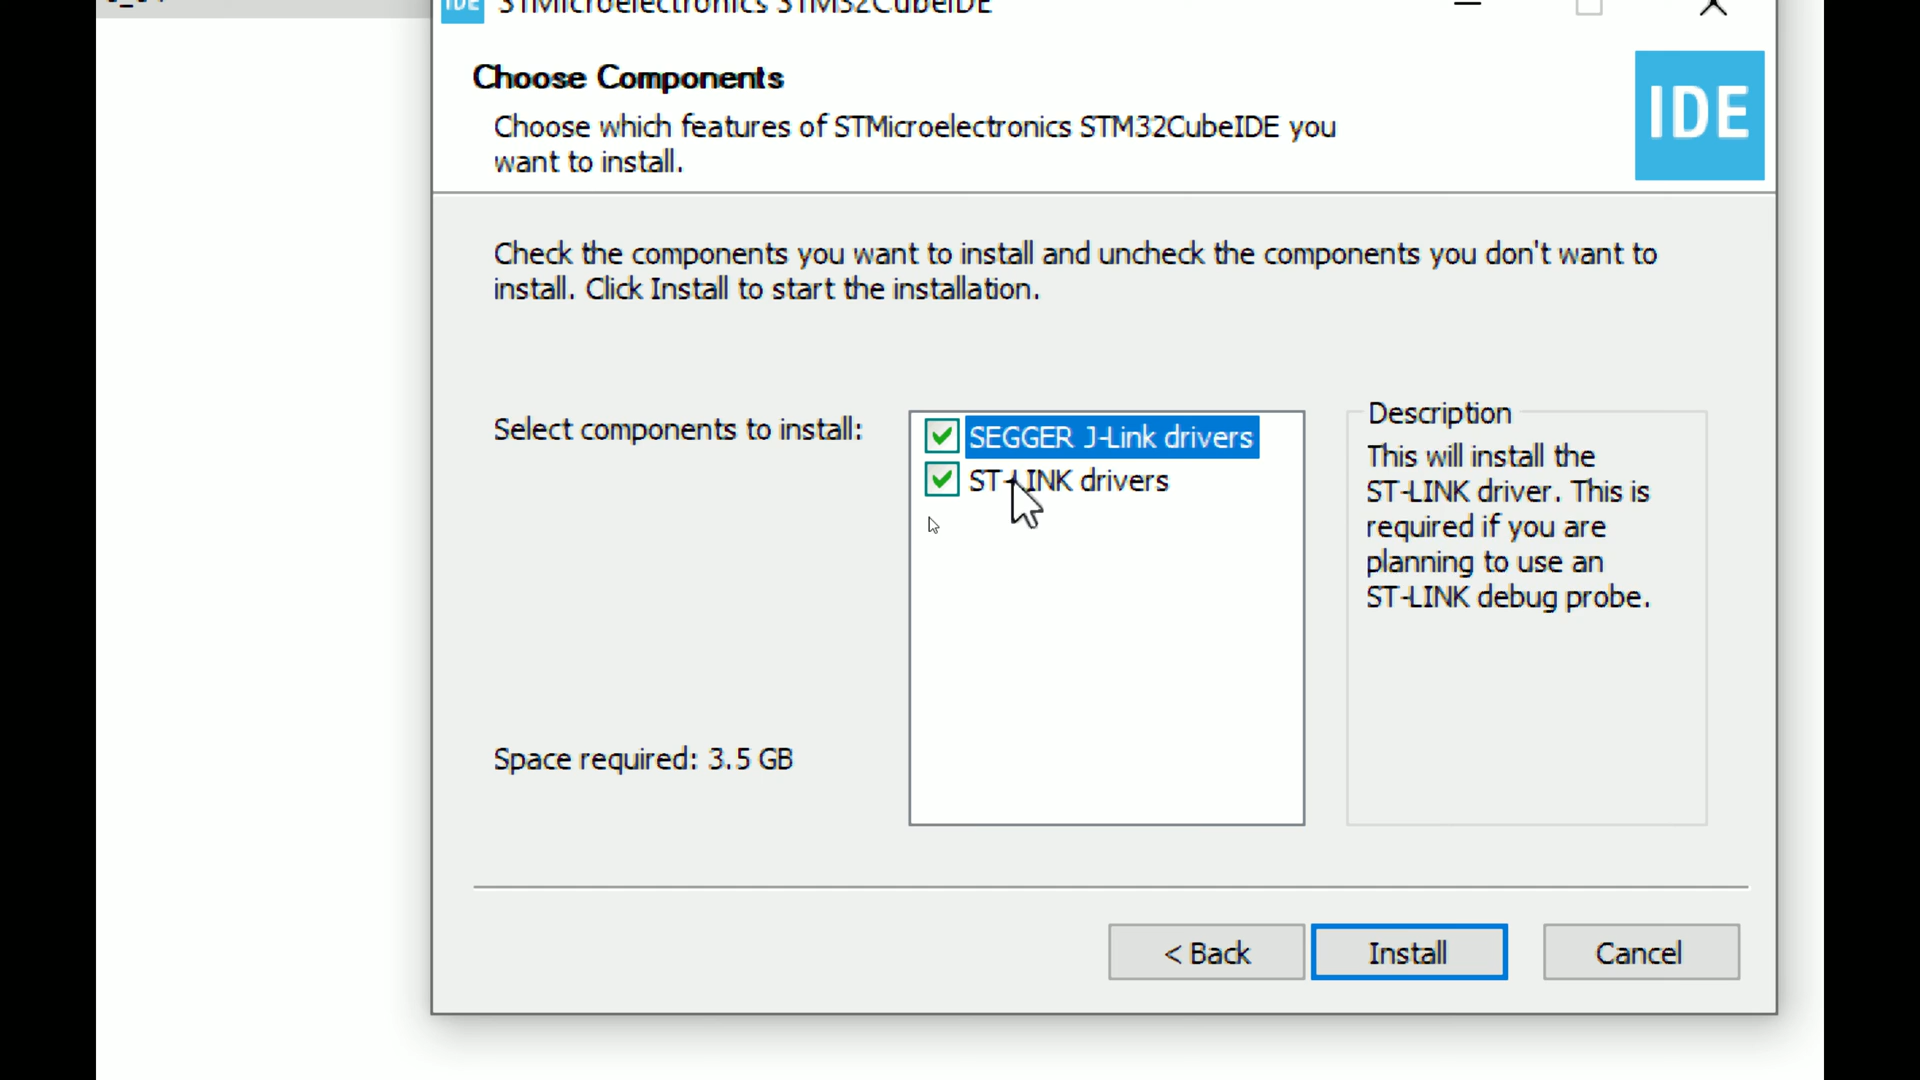 IDE STMicroelectronics STM32CubeIDE
Choose Components
Choose which features of STMicroelectronics STM32CubeIDE you
want to install.
IDE
Check the components you want to install and uncheck the components you don't want to
install. Click Install to start the installation.
Select components to install:
SEGGER J-Link drivers
ST-LINK drivers
Description
This will install the
ST-LINK driver. This is
required if you are
planning to use an
ST-LINK debug probe.
Space required: 3.5 GB
< Back
Install
Cancel